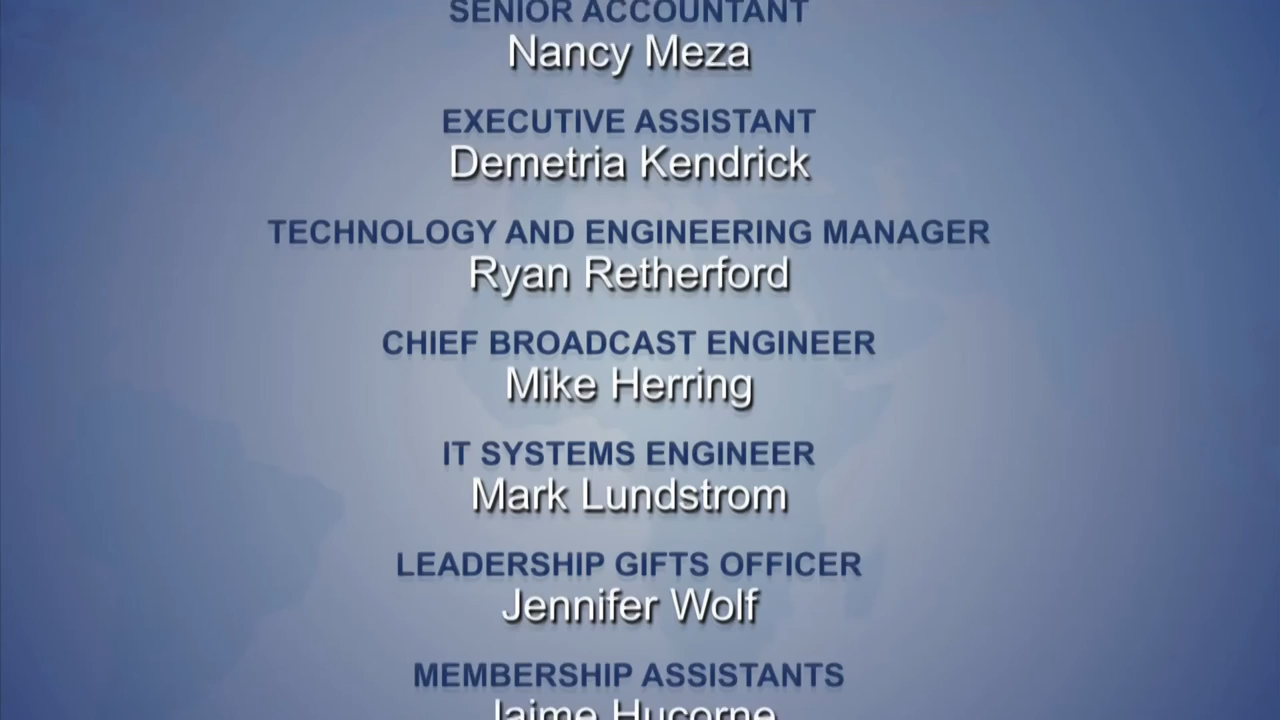 SENIOR ACCOUNTANT
Nancy Meza
EXECUTIVE ASSISTANT
Demetria Kendrick
TECHNOLOGY AND ENGINEERING MANAGER
Ryan Retherford
CHIEF BROADCAST ENGINEER
Mike Herring
IT SYSTEMS ENGINEER
Mark Lundstrom
LEADERSHIP GIFTS OFFICER
Jennifer Wolf
MEMBERSHIP ASSISTANTS
Jaime